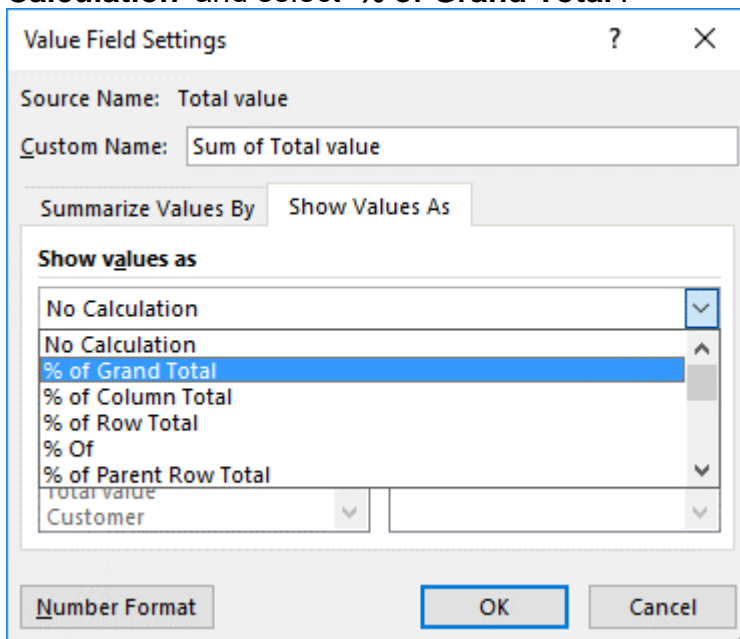 Calculation' and select '% of Grand Total'.
Value Field Settings ? ×
Source Name: Total value
Custom Name: Sum of Total value
Summarize Values By Show Values As
Show values as
No Calculation
No Calculation
% of Grand Total
% of Column Total
% of Row Total
% Of
% of Parent Row Total
Total value
Customer
Number Format OK Cancel